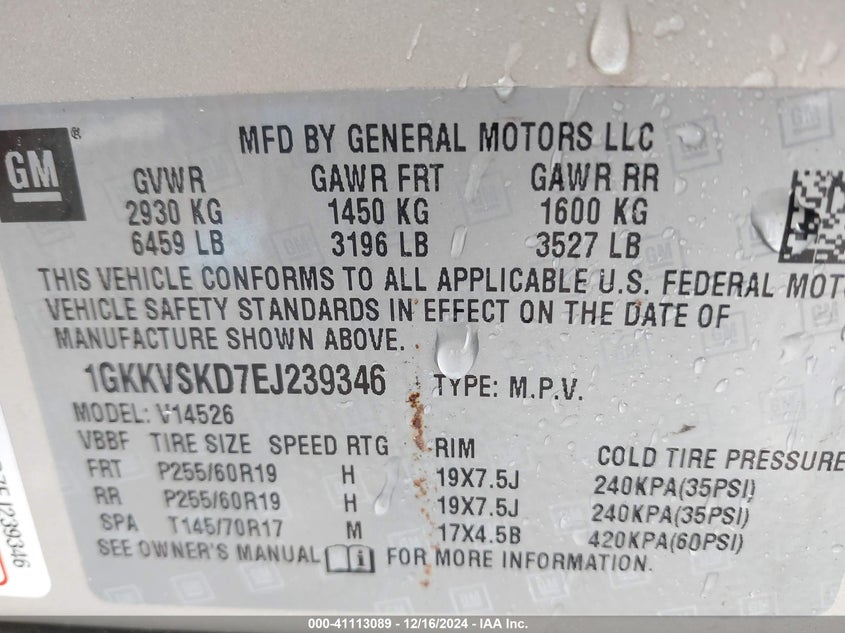 GM ®
MFD BY GENERAL MOTORS LLC
GVWR GAWR FRT GAWR RR
2930 KG 1450 KG 1600 KG
6459 LB 3196 LB 3527 LB
THIS VEHICLE CONFORMS TO ALL APPLICABLE U.S. FEDERAL MOT
VEHICLE SAFETY STANDARDS IN EFFECT ON THE DATE OF
MANUFACTURE SHOWN ABOVE.
1GKKVSKD7EJ239346 TYPE: M.P.V.
MODEL: V14526
VBBF TIRE SIZE SPEED RTG RIM COLD TIRE PRESSURE
FRT P255/60R19 H 19X7.5J 240KPA(35PSI)
RR P255/60R19 H 19X7.5J 240KPA(35PSI)
SPA T145/70R17 M 17X4.5B 420KPA(60PSI)
SEE OWNER'S MANUAL i FOR MORE INFORMATION.
000-41113089 - 12/16/2024 - IAA, Inc.